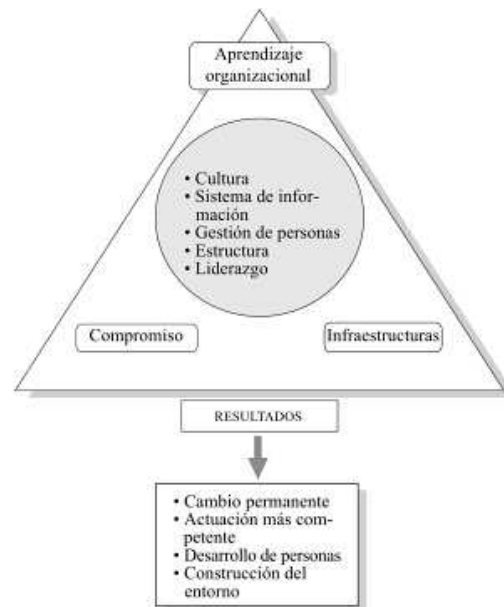 Aprendizaje
organizacional
• Cultura
• Sistema de infor-
mación
• Gestión de personas
• Estructura
• Liderazgo
Compromiso
Infraestructuras
RESULTADOS
• Cambio permanente
• Actuación más com-
petente
• Desarrollo de personas
• Construcción del
entorno